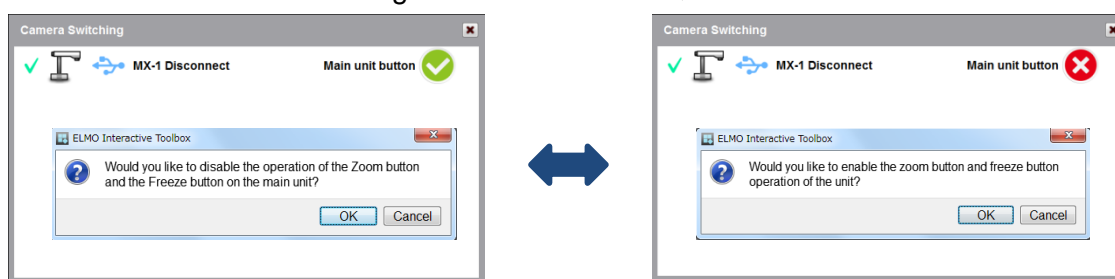 Camera Switching
MX-1 Disconnect
Main unit button
ELMO Interactive Toolbox
Would you like to disable the operation of the Zoom button
and the Freeze button on the main unit?
OK
Cancel
Camera Switching
MX-1 Disconnect
Main unit button
ELMO Interactive Toolbox
Would you like to enable the zoom button and freeze button
operation of the unit?
OK
Cancel